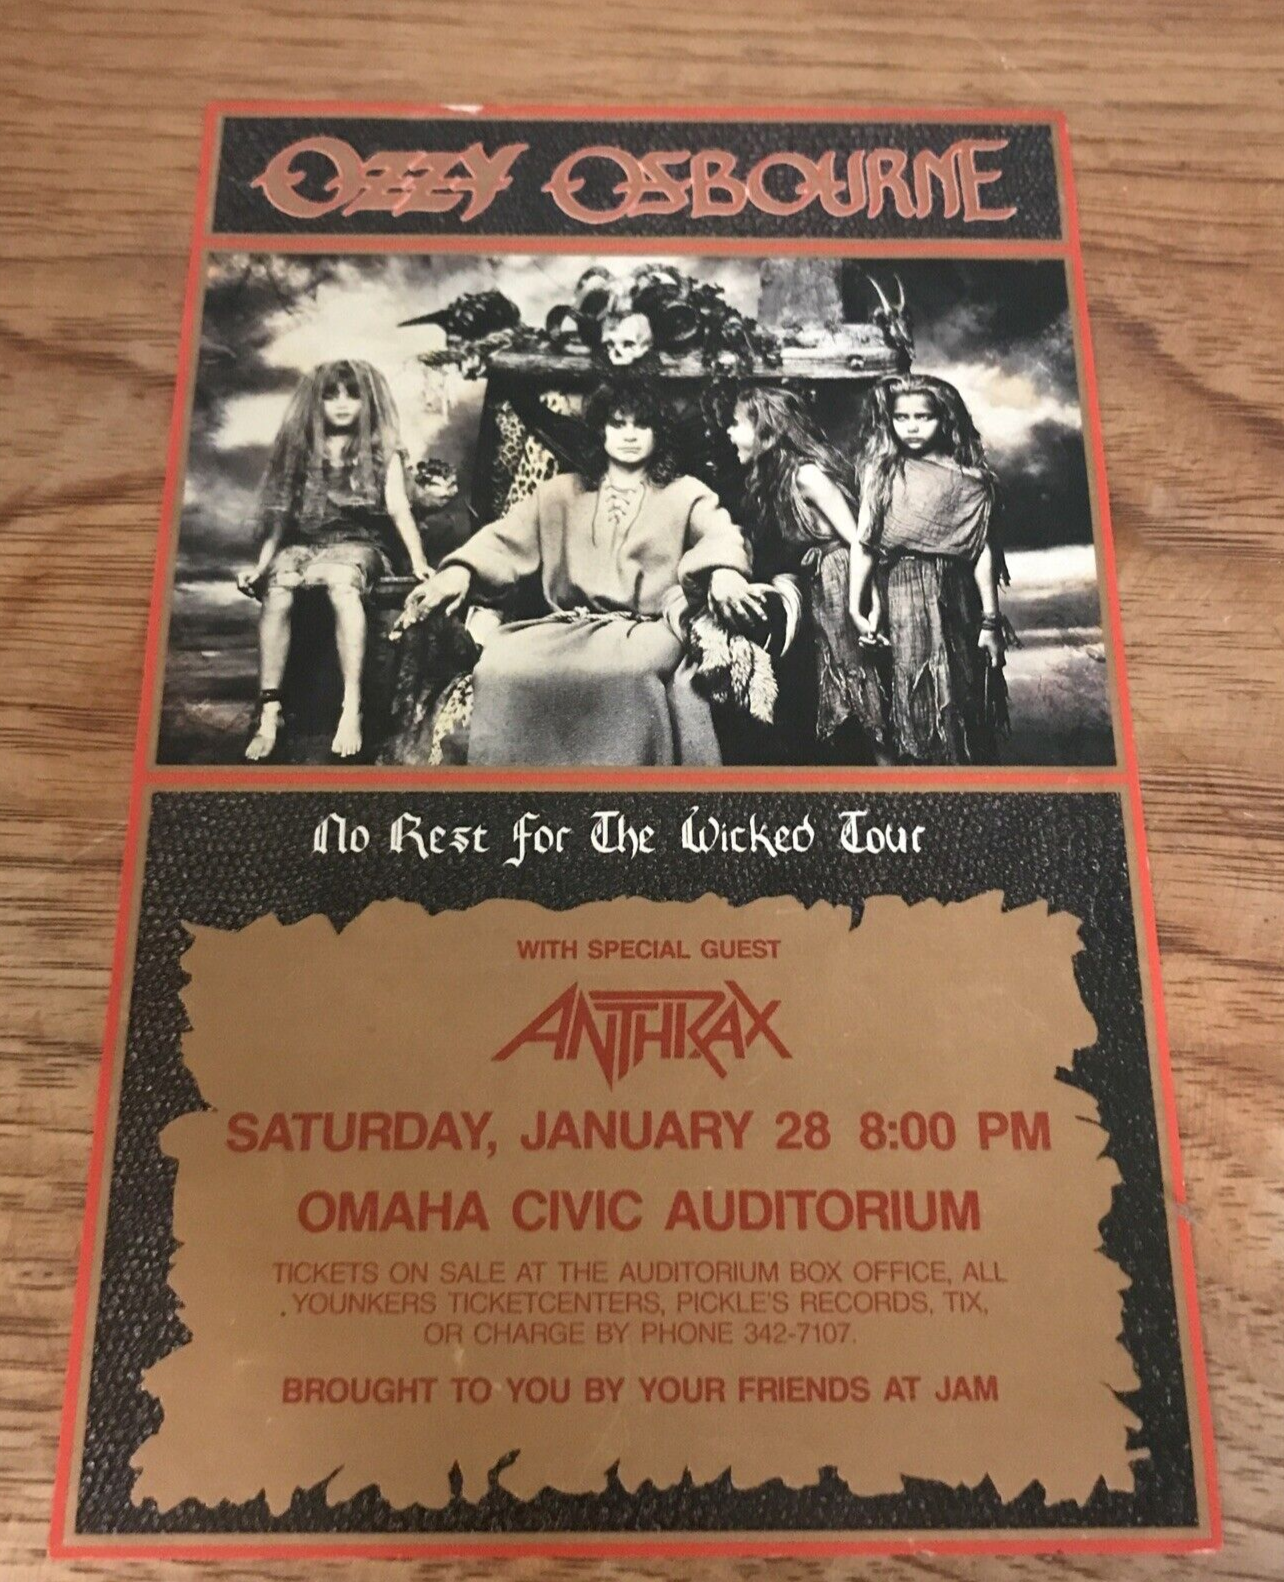 OZZY OSBOURNE
No Rest for The Wicked Tour
WITH SPECIAL GUEST
ANTHRAX
SATURDAY, JANUARY 28 8:00 PM
OMAHA CIVIC AUDITORIUM
TICKETS ON SALE AT THE AUDITORIUM BOX OFFICE, ALL
YOUNKERS TICKETCENTERS, PICKLE'S RECORDS, TIX,
OR CHARGE BY PHONE 342-7107.
BROUGHT TO YOU BY YOUR FRIENDS AT JAM